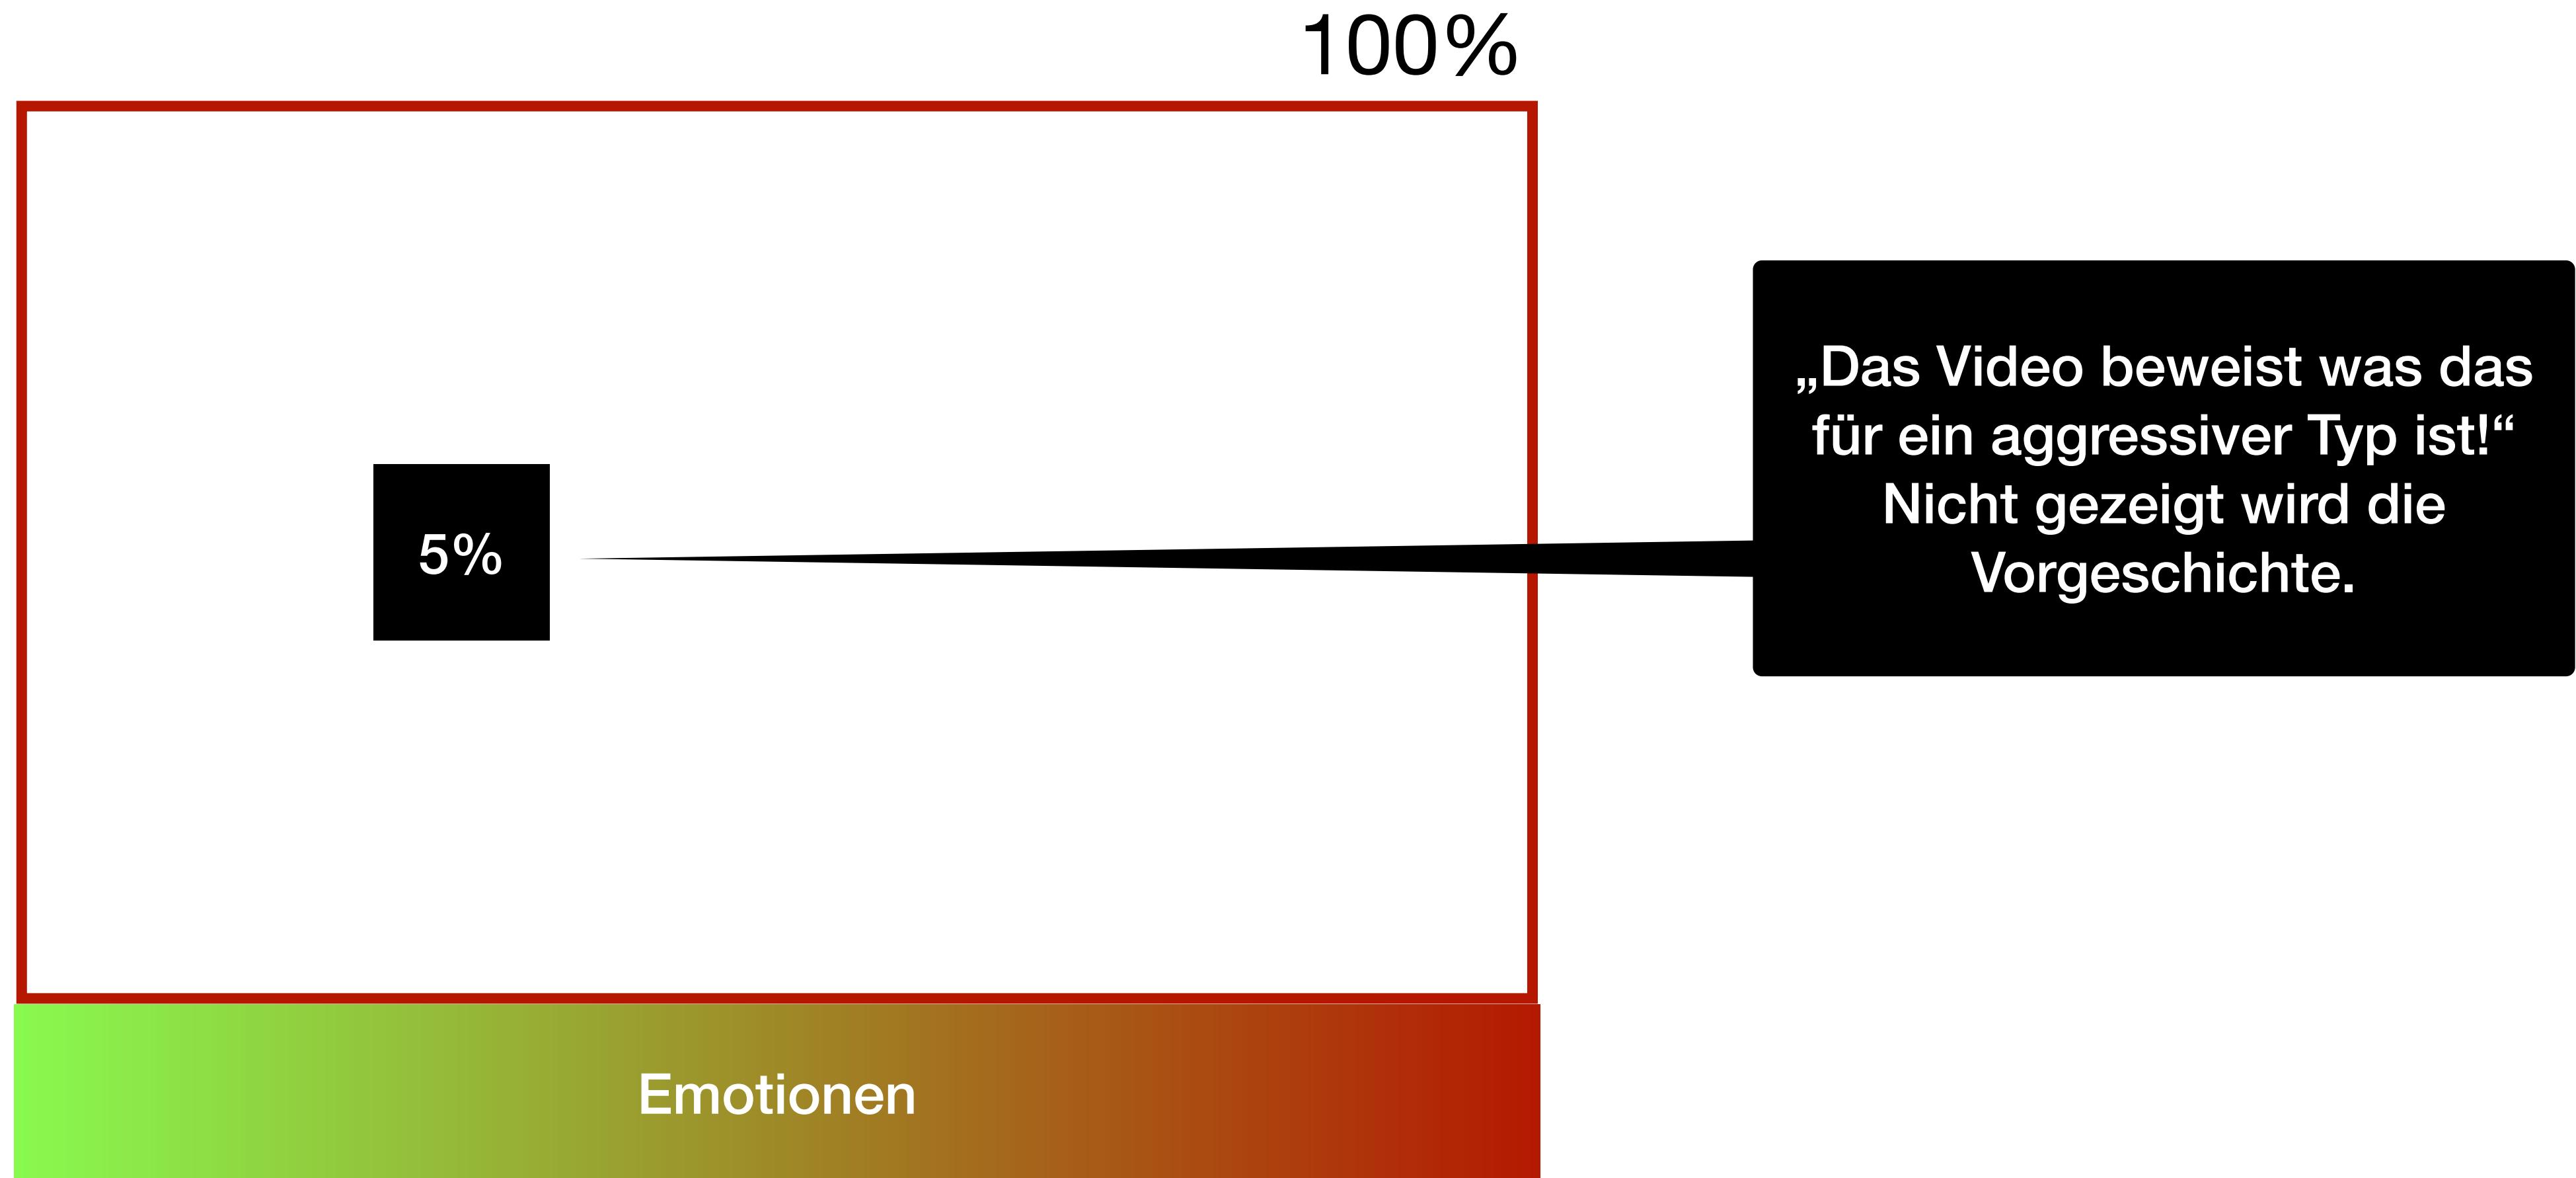 100%
„Das Video beweist was das
für ein aggressiver Typ ist!“
Nicht gezeigt wird die
Vorgeschichte.
5%
Emotionen